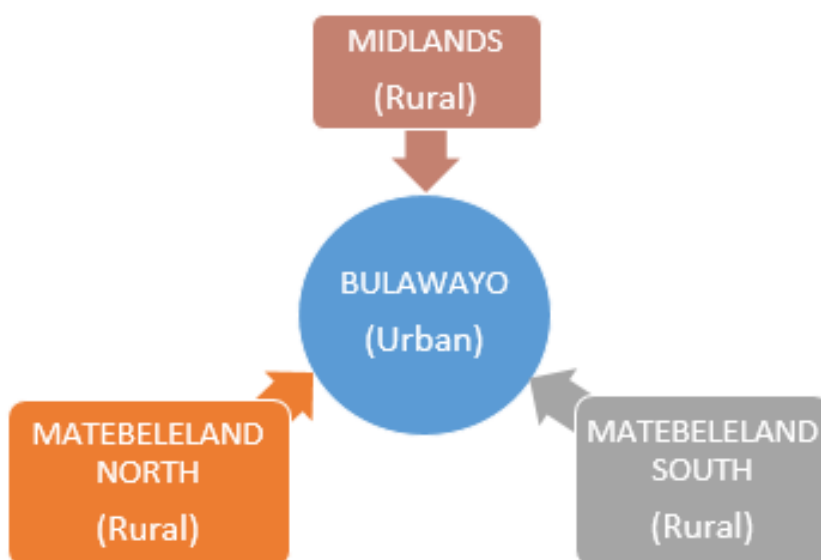 MIDLANDS
(Rural)
BULAWAYO
(Urban)
MATEBELELAND
NORTH
(Rural)
MATEBELELAND
SOUTH
(Rural)